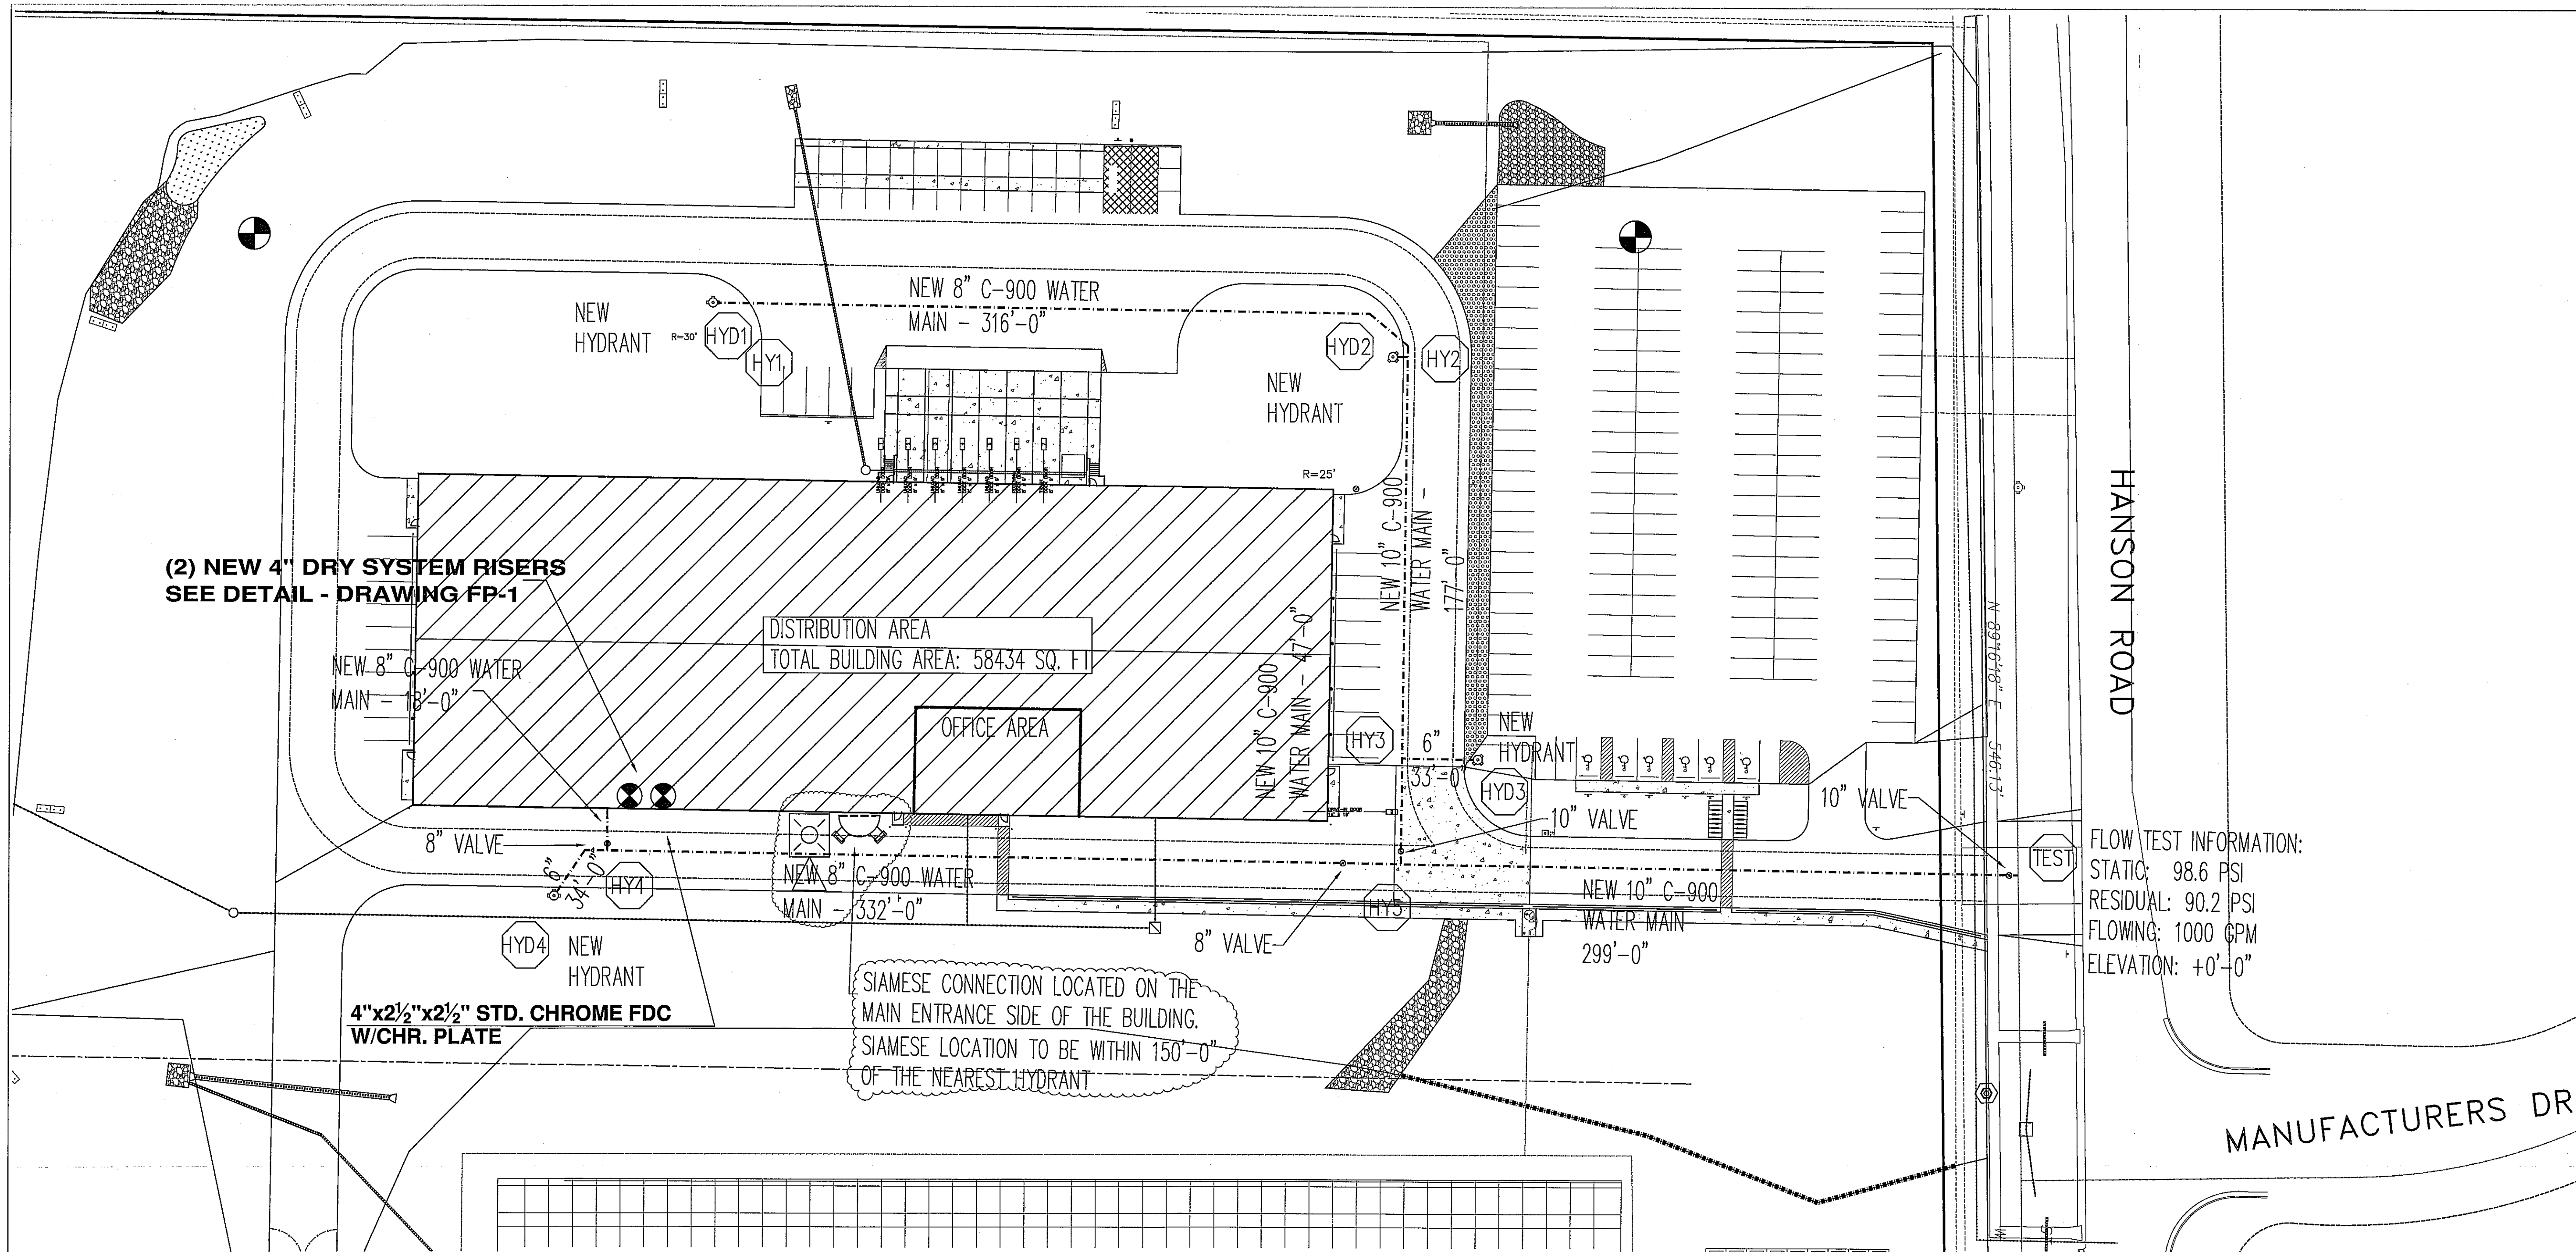 NEW 8" C-900 WATER
MAIN - 316'-0"
NEW
HYDRANT
R=30'
HYD1
HY1
HYD2
HY2
NEW
HYDRANT
R=25'
NEW 10" C-900
WATER MAIN -
177' 0"
HANSON ROAD
N 89°16'18" E 546.13'
(2) NEW 4" DRY SYSTEM RISERS
SEE DETAIL - DRAWING FP-1
DISTRIBUTION AREA
TOTAL BUILDING AREA: 58434 SQ. FT
NEW 8" C-900 WATER
MAIN - 18'-0"
OFFICE AREA
NEW 10" C-900
WATER MAIN - 47'-0"
HY3
6"
33'-0"
NEW
HYDRANT
HYD3
10" VALVE
10" VALVE
TEST
FLOW TEST INFORMATION:
STATIC: 98.6 PSI
RESIDUAL: 90.2 PSI
FLOWING: 1000 GPM
ELEVATION: +0'-0"
8" VALVE
6"
34'-0"
HY4
NEW 8" C-900 WATER
MAIN - 332'-0"
HY5
NEW 10" C-900
WATER MAIN
299'-0"
8" VALVE
HYD4
NEW
HYDRANT
4"x2½"x2½" STD. CHROME FDC
W/CHR. PLATE
SIAMESE CONNECTION LOCATED ON THE
MAIN ENTRANCE SIDE OF THE BUILDING.
SIAMESE LOCATION TO BE WITHIN 150'-0"
OF THE NEAREST HYDRANT
MANUFACTURERS DR